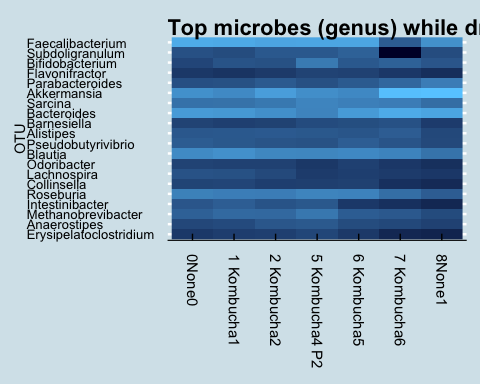 Top microbes (genus) while dr
Faecalibacterium
Subdoligranulum
Bifidobacterium
Flavonifractor
Parabacteroides
Akkermansia
Sarcina
Bacteroides
Barnesiella
Alistipes
Pseudobutyrivibrio
Blautia
Odoribacter
Lachnospira
Collinsella
Roseburia
Intestinibacter
Methanobrevibacter
Anaerostipes
Erysipelatoclostridium
OTU
0None0
1 Kombucha1
2 Kombucha2
5 Kombucha4 P2
6 Kombucha5
7 Kombucha6
8None1